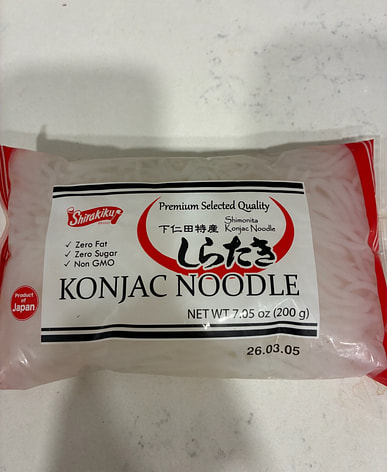 Shirakiku
Premium Selected Quality
Shimonita
下仁田特産 Konjac Noodle
しらたき
✓ Zero Fat
✓ Zero Sugar
✓ Non GMO
KONJAC NOODLE
Product of
Japan
NET WT 7.05 oz (200 g)
26.03.05